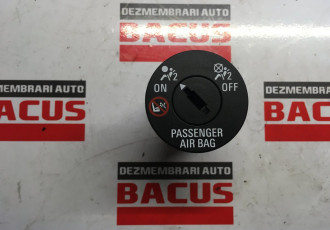 DEZMEMBRARI AUTO
BACUS
DEZMEMBRARI AUTO
BACUS
2
2
ON
OFF
PASSENGER
AIR BAG
DEZMEMBRARI AUTO
BACUS
DEZMEMBRARI AUTO
BACUS